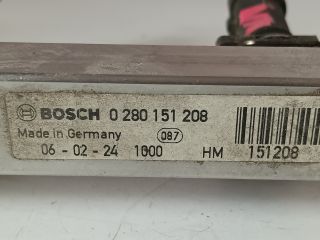 BOSCH 0 280 151 208
Made in Germany 087
06 - 02 - 24 1000 HM 151208